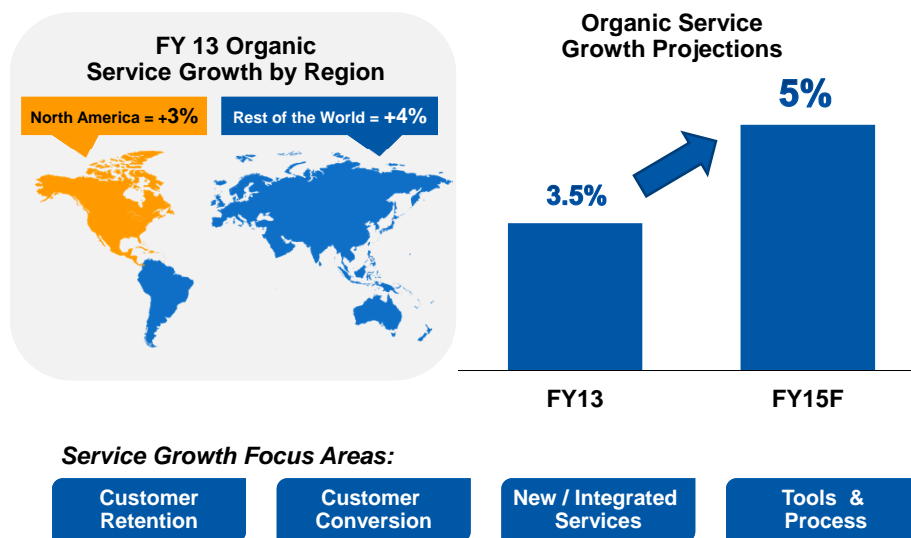 FY 13 Organic
Service Growth by Region
North America = +3%
Rest of the World = +4%
Organic Service
Growth Projections
3.5%
5%
FY13
FY15F
Service Growth Focus Areas:
Customer
Retention
Customer
Conversion
New / Integrated
Services
Tools &
Process